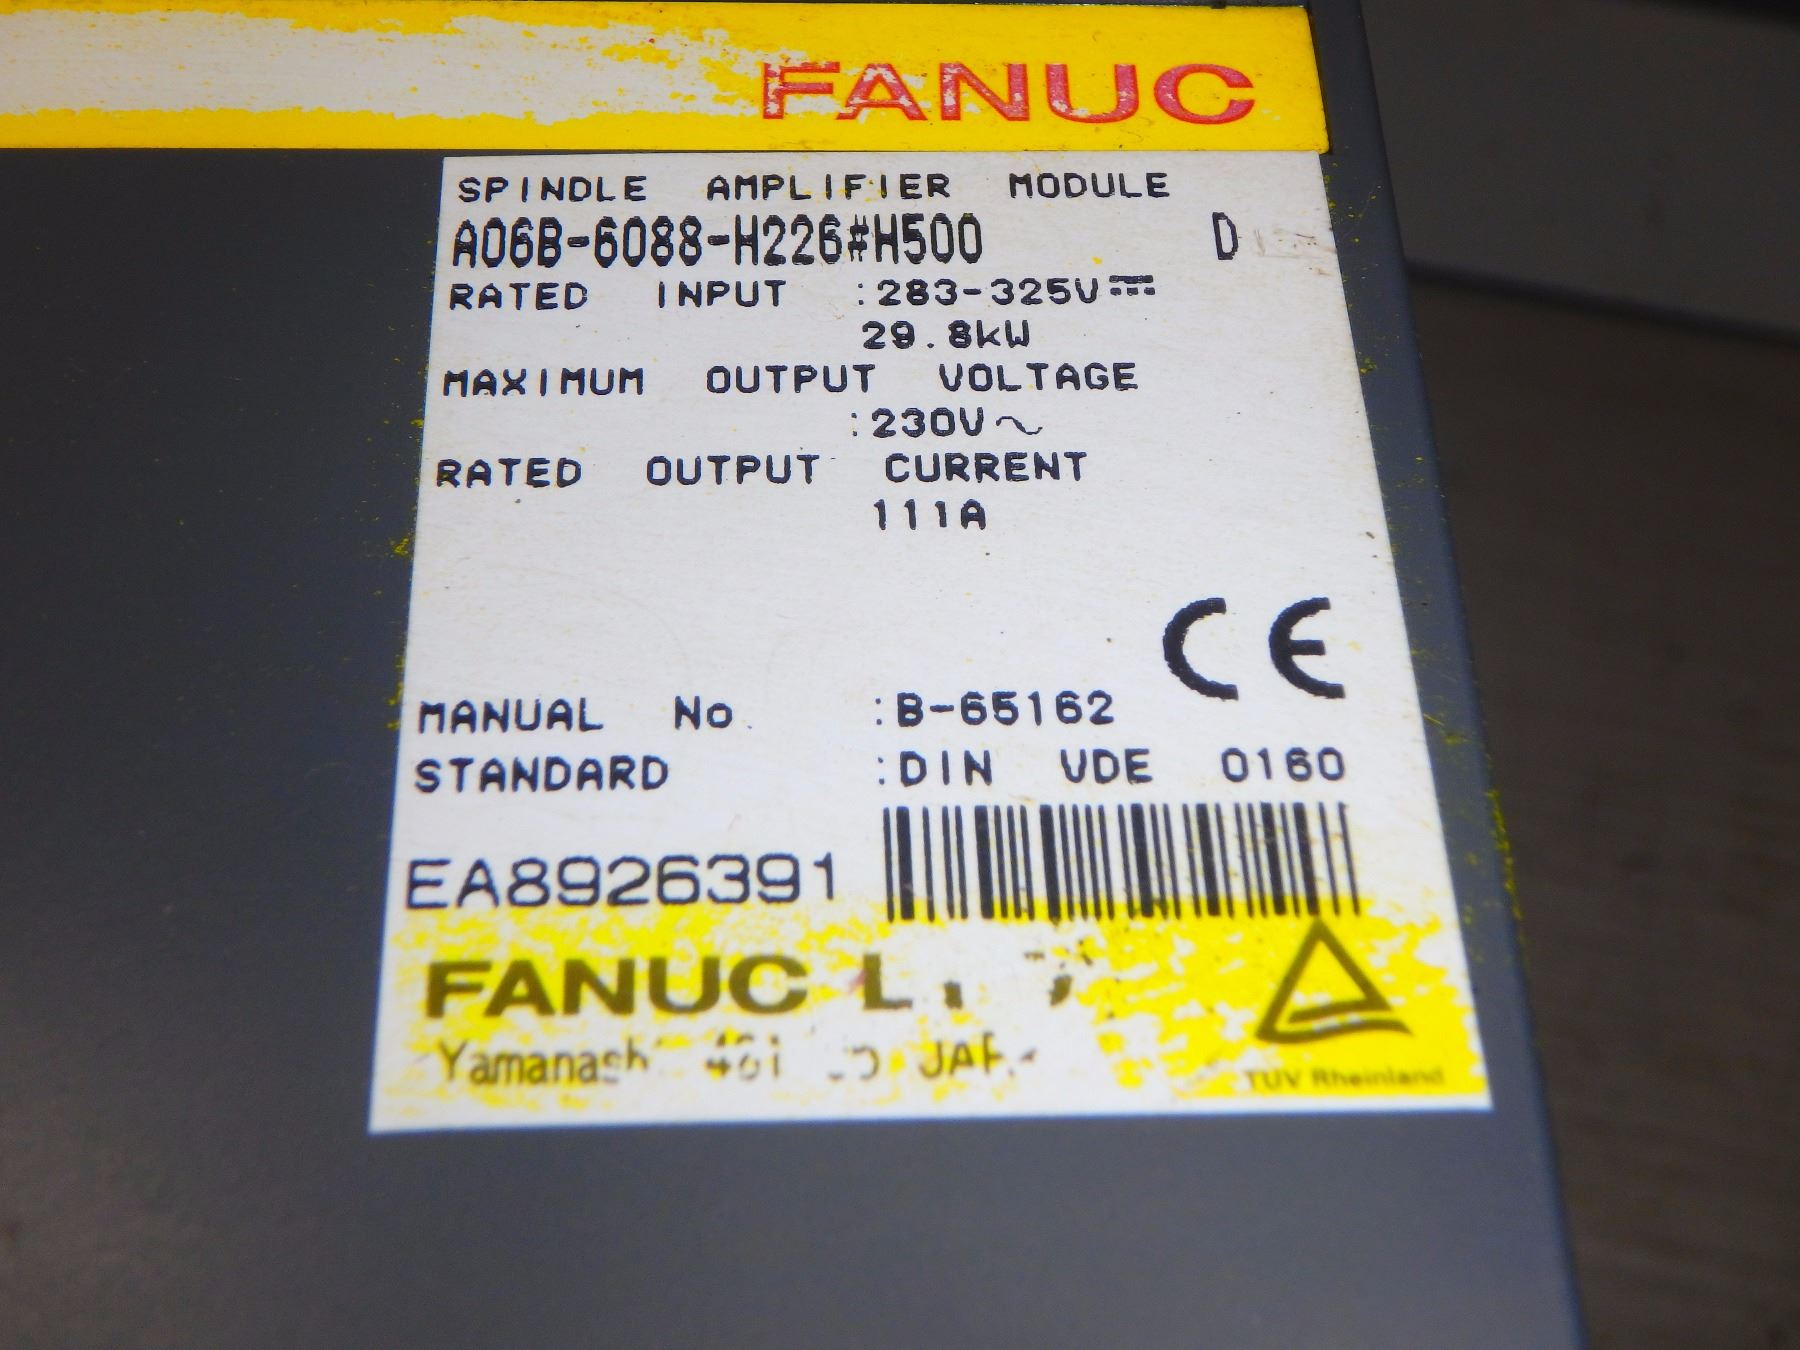 FANUC
SPINDLE AMPLIFIER MODULE
A06B-6088-H226#H500 D
RATED INPUT :283-325V⎓
29.8kW
MAXIMUM OUTPUT VOLTAGE
:230V~
RATED OUTPUT CURRENT
111A
CE
MANUAL No. :B-65162
STANDARD :DIN VDE 0160
EA8926391
FANUC
TÜV Rheinland